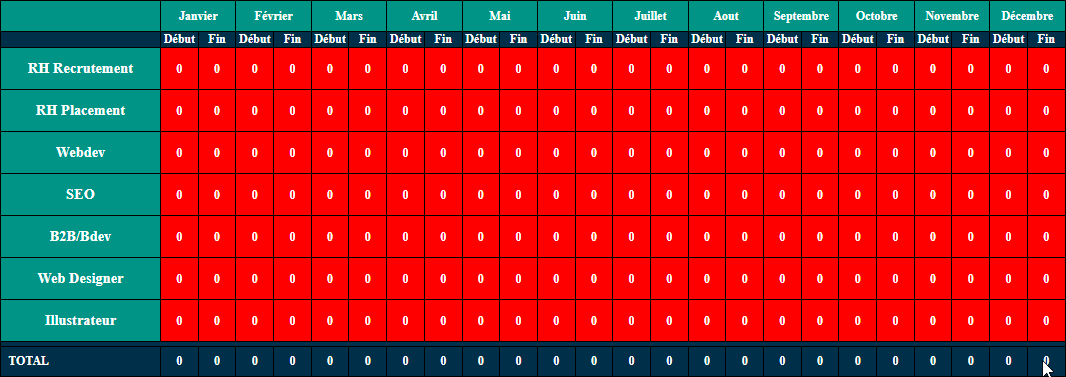 Janvier Février Mars Avril Mai Juin Juillet Aout Septembre Octobre Novembre Décembre
Début Fin Début Fin Début Fin Début Fin Début Fin Début Fin Début Fin Début Fin Début Fin Début Fin Début Fin Début Fin
RH Recrutement 0 0 0 0 0 0 0 0 0 0 0 0 0 0 0 0 0 0 0 0 0 0 0 0
RH Placement 0 0 0 0 0 0 0 0 0 0 0 0 0 0 0 0 0 0 0 0 0 0 0 0
Webdev 0 0 0 0 0 0 0 0 0 0 0 0 0 0 0 0 0 0 0 0 0 0 0 0
SEO 0 0 0 0 0 0 0 0 0 0 0 0 0 0 0 0 0 0 0 0 0 0 0 0
B2B/Bdev 0 0 0 0 0 0 0 0 0 0 0 0 0 0 0 0 0 0 0 0 0 0 0 0
Web Designer 0 0 0 0 0 0 0 0 0 0 0 0 0 0 0 0 0 0 0 0 0 0 0 0
Illustrateur 0 0 0 0 0 0 0 0 0 0 0 0 0 0 0 0 0 0 0 0 0 0 0 0
TOTAL 0 0 0 0 0 0 0 0 0 0 0 0 0 0 0 0 0 0 0 0 0 0 0 0